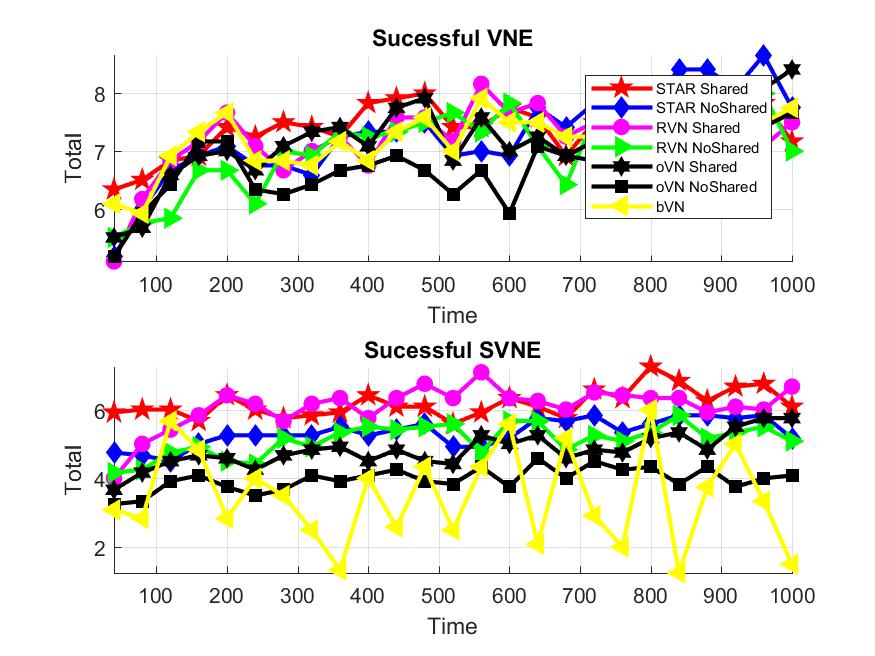 Sucessful VNE
Total
8
7
6
STAR Shared
STAR NoShared
RVN Shared
RVN NoShared
oVN Shared
oVN NoShared
bVN
100 200 300 400 500 600 700 800 900 1000
Time
Sucessful SVNE
Total
6
4
2
100 200 300 400 500 600 700 800 900 1000
Time